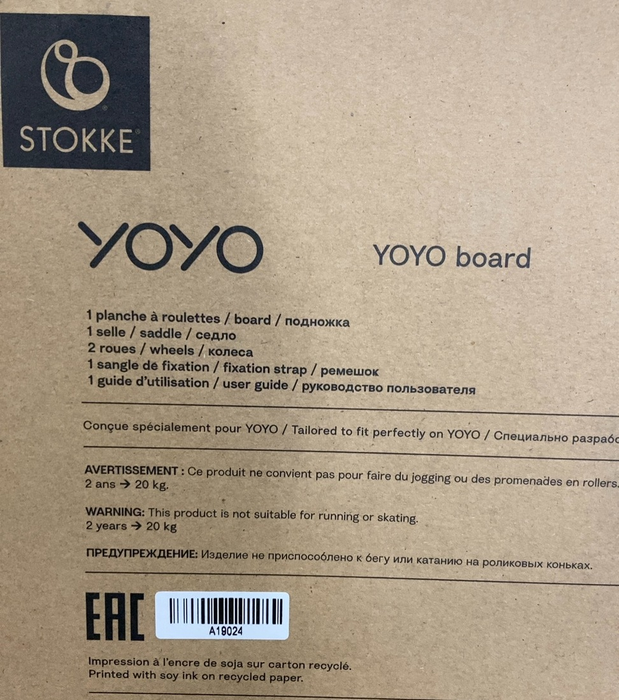 STOKKE
YOYO
YOYO board
1 planche à roulettes / board / подножка
1 selle / saddle / седло
2 roues / wheels / колеса
1 sangle de fixation / fixation strap / ремешок
1 guide d'utilisation / user guide / руководство пользователя
Conçue spécialement pour YOYO / Tailored to fit perfectly on YOYO / Специально
AVERTISSEMENT : Ce produit ne convient pas pour faire du jogging ou des promenades en rollers.
2 ans → 20 kg.
WARNING: This product is not suitable for running or skating.
2 years → 20 kg
ПРЕДУПРЕЖДЕНИЕ: Изделие не приспособлено к бегу или катанию на роликовых коньках.
EAC
A19024
Impression à l'encre de soja sur carton recyclé.
Printed with soy ink on recycled paper.